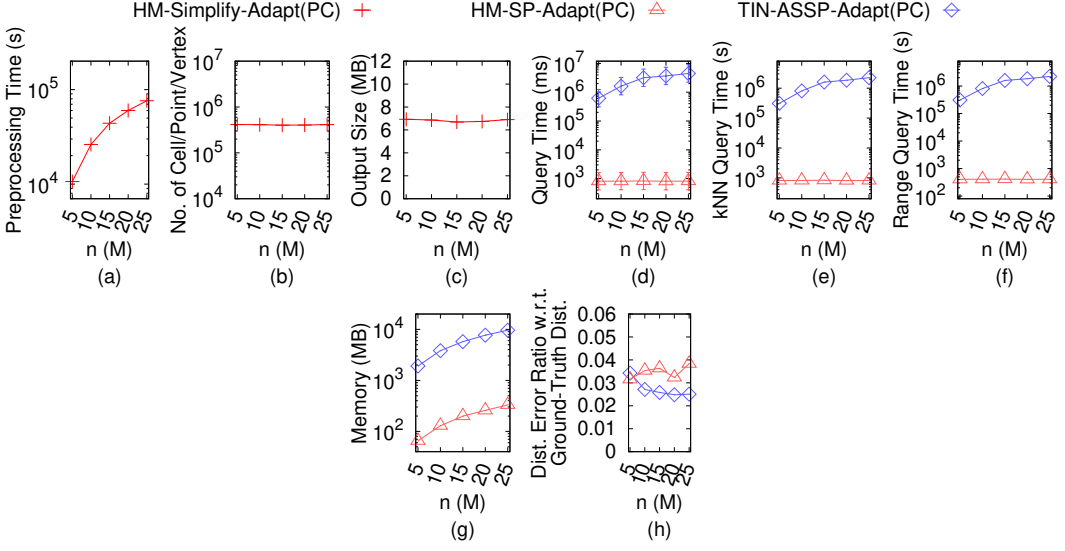 HM-Simplify-Adapt(PC) HM-SP-Adapt(PC) TIN-ASSP-Adapt(PC)
Preprocessing Time (s)
10^5
10^4
5 10 15 20 25
n (M)
(a)
No. of Cell/Point/Vertex
10^7
10^6
10^5
10^4
5 10 15 20 25
n (M)
(b)
Output Size (MB)
12
10
8
6
4
2
0
5 10 15 20 25
n (M)
(c)
Query Time (ms)
10^7
10^6
10^5
10^4
10^3
5 10 15 20 25
n (M)
(d)
kNN Query Time (s)
10^6
10^5
10^4
10^3
5 10 15 20 25
n (M)
(e)
Range Query Time (s)
10^6
10^5
10^4
10^3
10^2
5 10 15 20 25
n (M)
(f)
Memory (MB)
10^4
10^3
10^2
5 10 15 20 25
n (M)
(g)
Dist. Error Ratio w.r.t.
Ground-Truth Dist.
0.06
0.05
0.04
0.03
0.02
0.01
0
5 10 15 20 25
n (M)
(h)